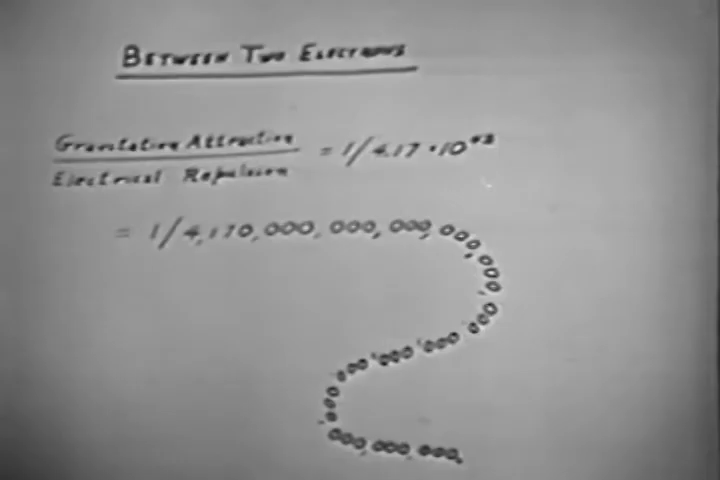 BETWEEN TWO ELECTRONS
Gravitation Attraction
Electrical Repulsion
= 1/4.17·10⁴²
= 1/4,170,000,000,000,000,000,000,000,000,000,000,000,000,000.